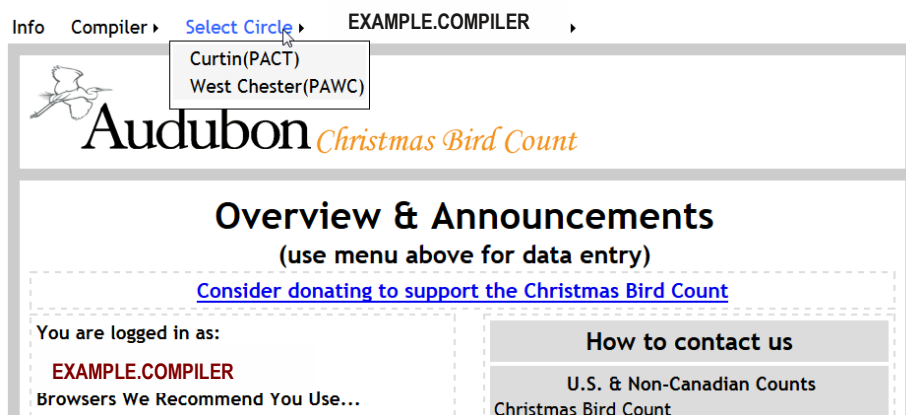 Info Compiler Select Circle EXAMPLE.COMPILER
Curtin(PACT)
West Chester(PAWC)
Audubon Christmas Bird Count
Overview & Announcements
(use menu above for data entry)
Consider donating to support the Christmas Bird Count
You are logged in as:
EXAMPLE.COMPILER
Browsers We Recommend You Use...
How to contact us
U.S. & Non-Canadian Counts
Christmas Bird Count